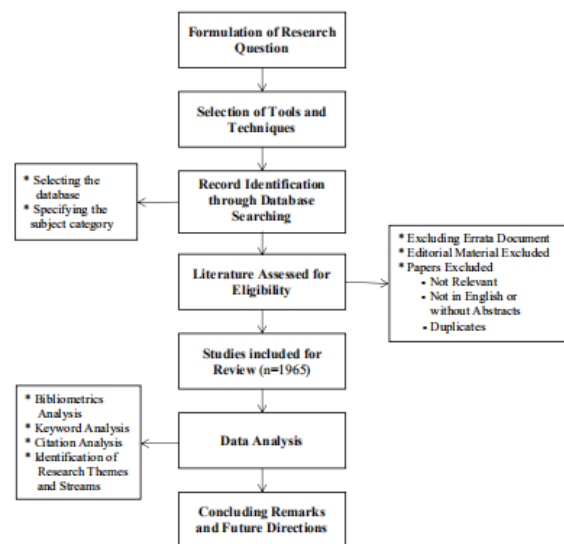 Formulation of Research
Question
Selection of Tools and
Techniques
* Selecting the
database
* Specifying the
subject category
Record Identification
through Database
Searching
* Excluding Errata Document
* Editorial Material Excluded
* Papers Excluded
▪ Not Relevant
▪ Not in English or
without Abstracts
▪ Duplicates
Literature Assessed for
Eligibility
Studies included for
Review (n=1965)
* Bibliometrics
Analysis
* Keyword Analysis
* Citation Analysis
* Identification of
Research Themes
and Streams
Data Analysis
Concluding Remarks
and Future Directions